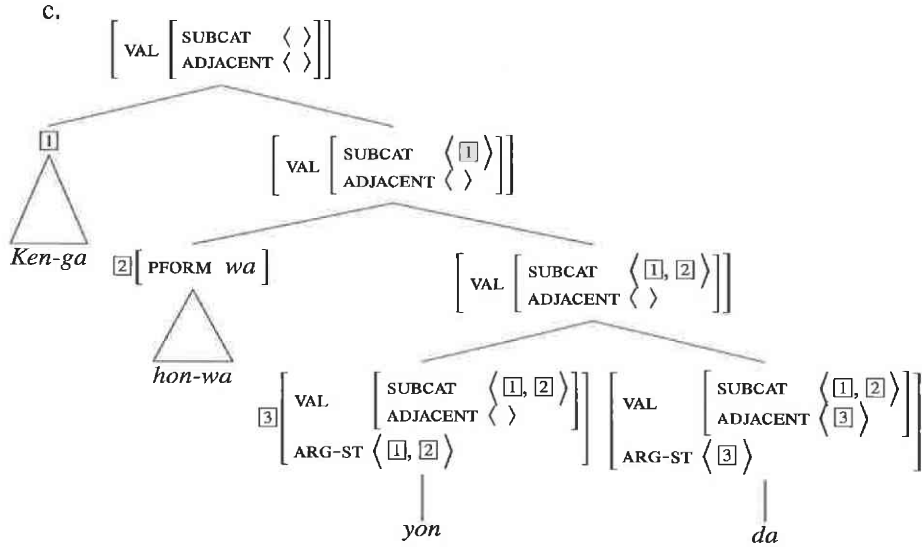 c.
[ VAL [ SUBCAT ⟨ ⟩
ADJACENT ⟨ ⟩ ] ]
1
[ VAL [ SUBCAT ⟨ 1 ⟩
ADJACENT ⟨ ⟩ ] ]
Ken-ga
2 [ PFORM wa ]
[ VAL [ SUBCAT ⟨ 1, 2 ⟩
ADJACENT ⟨ ⟩ ] ]
hon-wa
3 [ VAL [ SUBCAT ⟨ 1, 2 ⟩
ADJACENT ⟨ ⟩ ]
ARG-ST ⟨ 1, 2 ⟩ ]
[ VAL [ SUBCAT ⟨ 1, 2 ⟩
ADJACENT ⟨ 3 ⟩ ]
ARG-ST ⟨ 3 ⟩ ]
yon
da